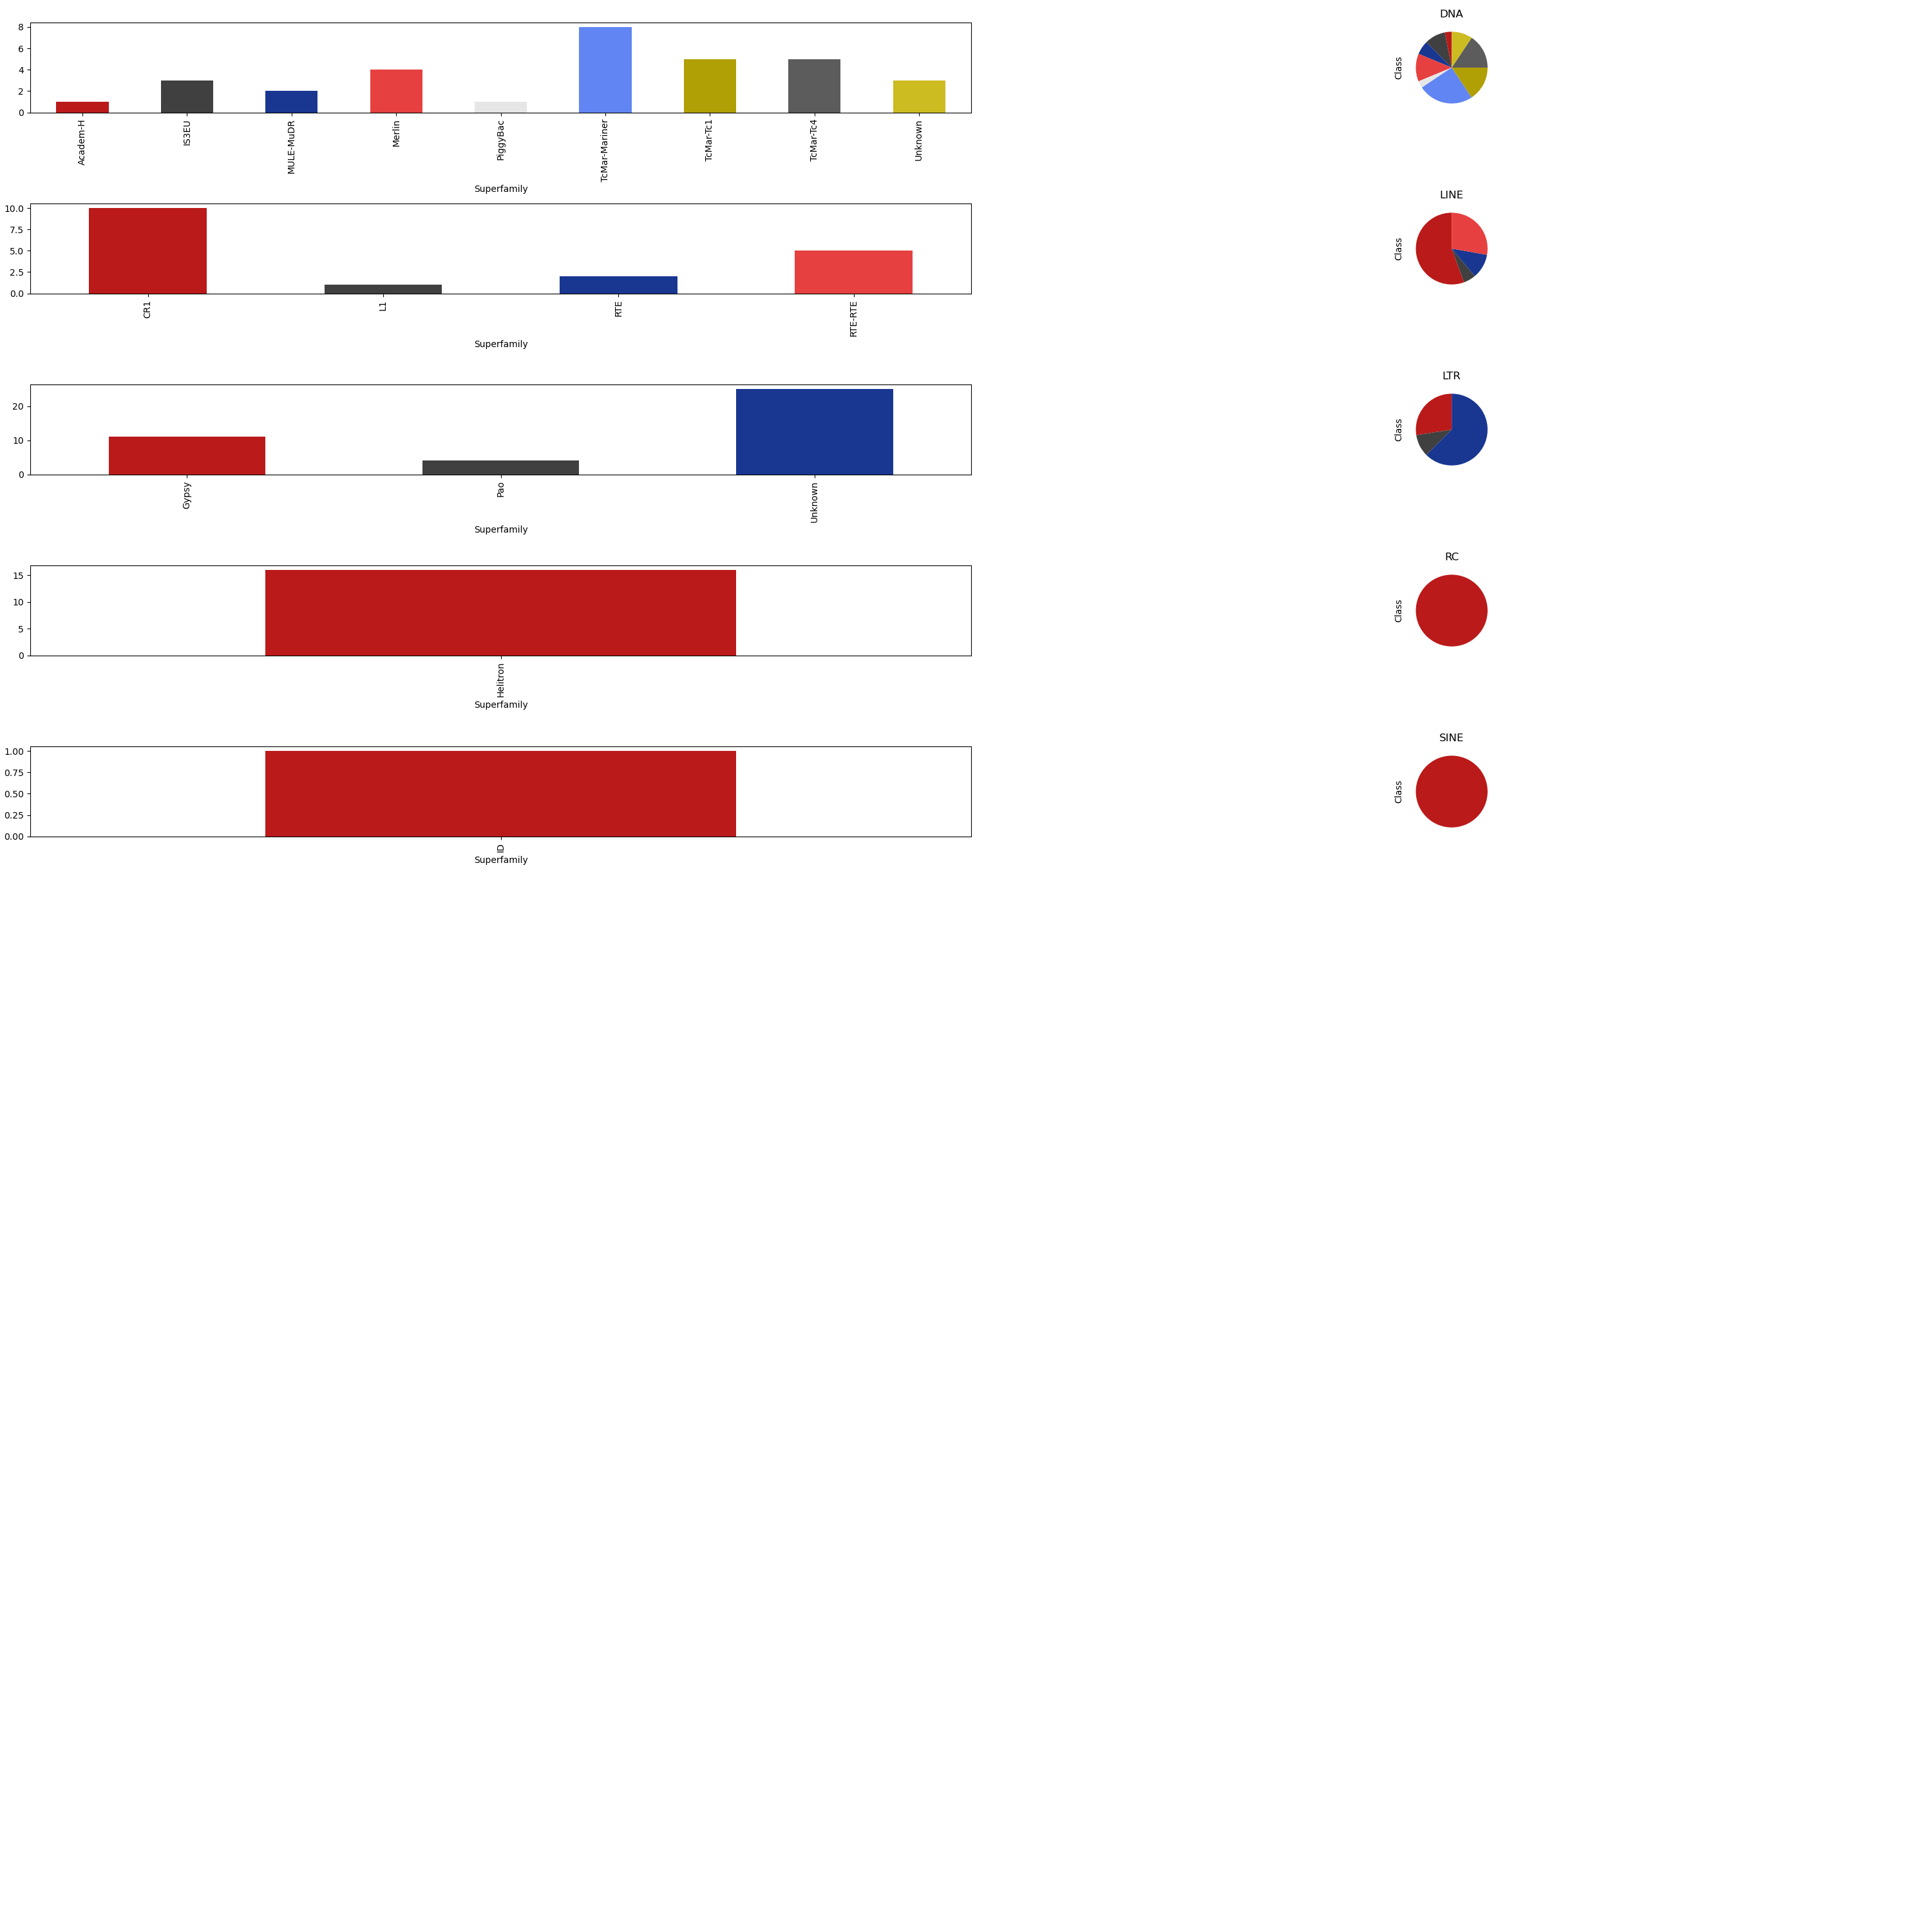 DNA
8
6
4
2
0
Class
Academ-H
IS3EU
MULE-MuDR
Merlin
PiggyBac
TcMar-Mariner
TcMar-Tc1
TcMar-Tc4
Unknown
Superfamily
LINE
10.0
7.5
5.0
2.5
0.0
Class
CR1
L1
RTE
RTE-RTE
Superfamily
LTR
20
10
0
Class
Gypsy
Pao
Unknown
Superfamily
RC
15
10
5
0
Class
Helitron
Superfamily
SINE
1.00
0.75
0.50
0.25
0.00
Class
ID
Superfamily